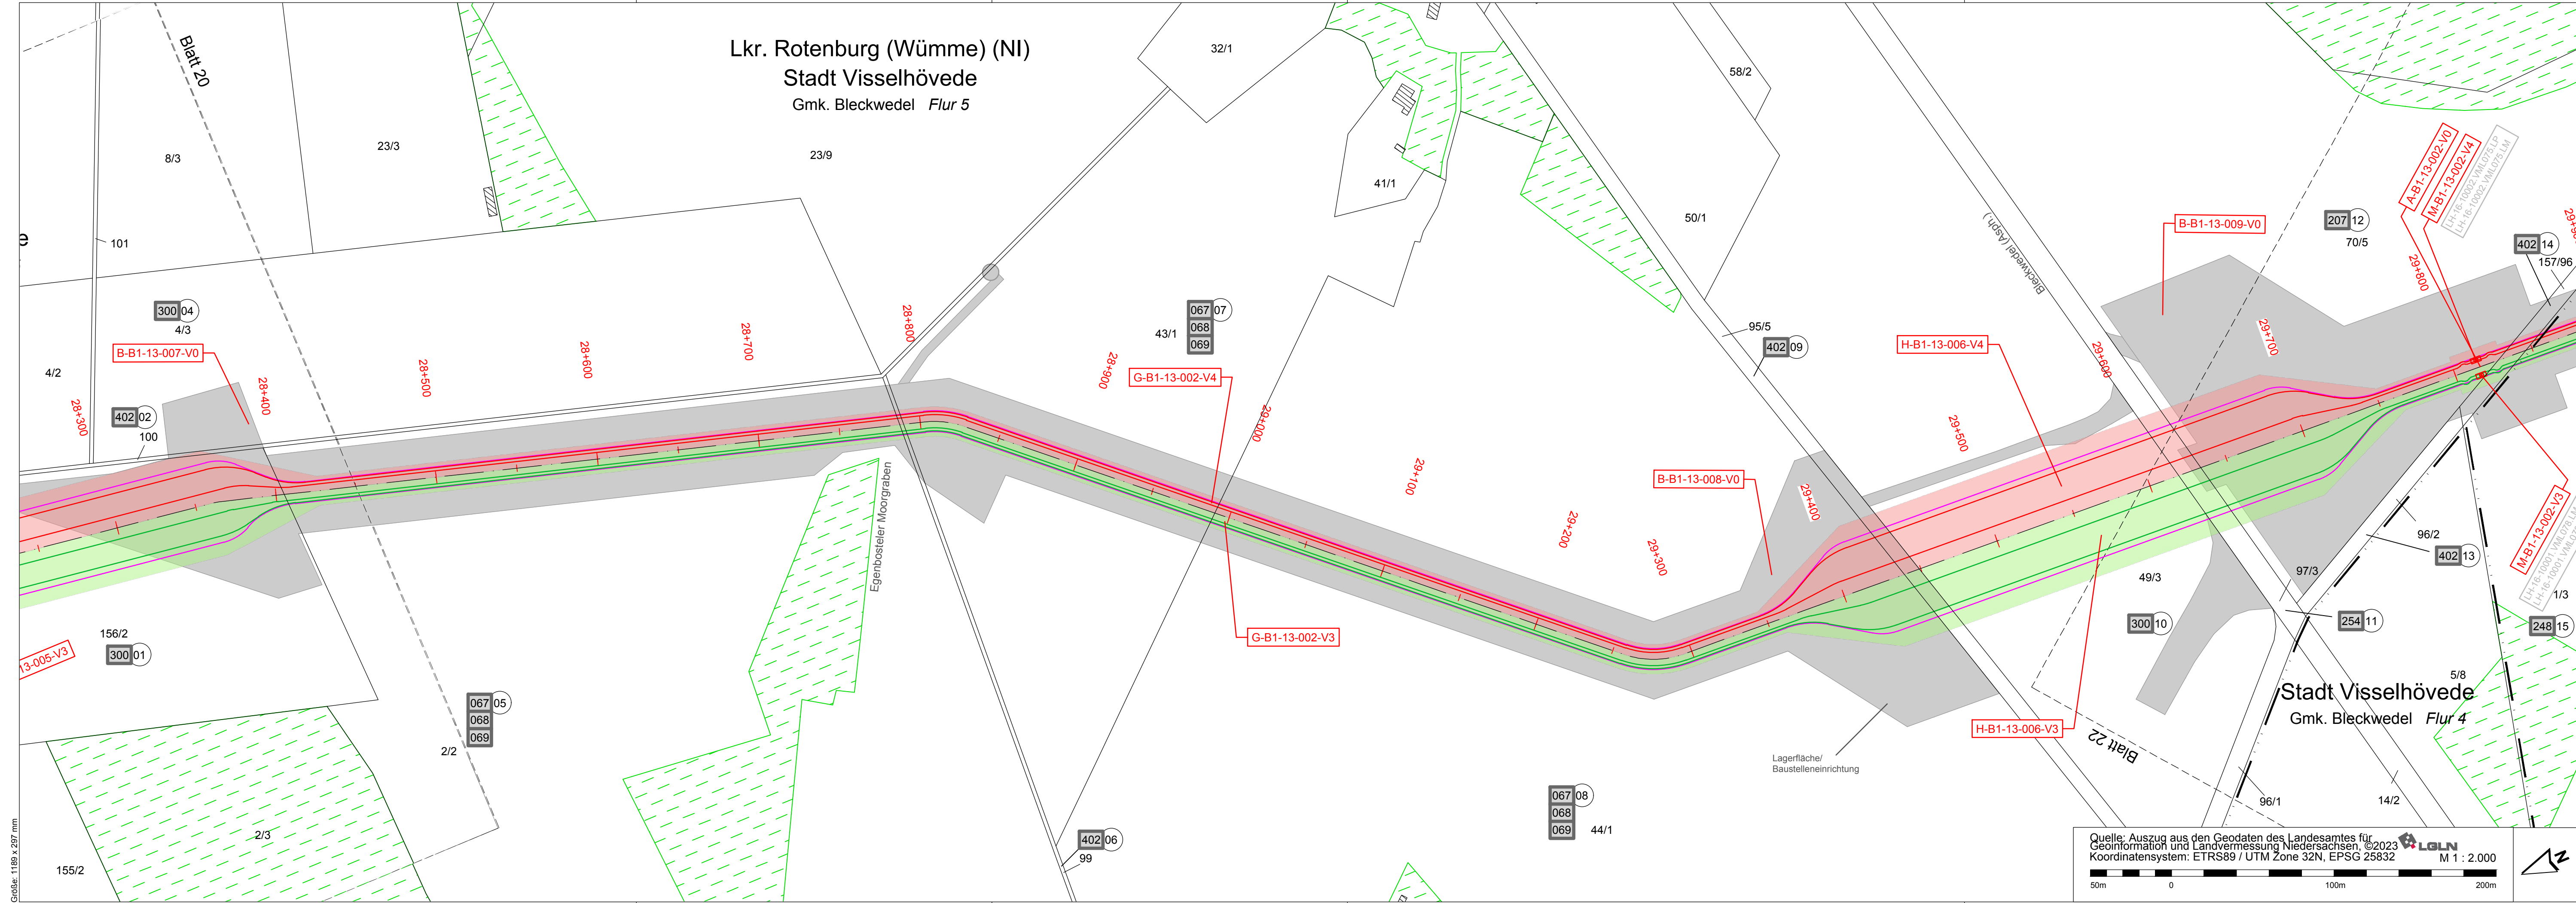 Lkr. Rotenburg (Wümme) (NI)
Stadt Visselhövede
Gmk. Bleckwedel Flur 5
Blatt 20
8/3
23/3
23/9
32/1
41/1
58/2
50/1
101
e
300 04
4/3
B-B1-13-007-V0
4/2
402 02
100
28+300
28+400
28+500
28+600
28+700
28+800
28+900
29+000
29+100
29+200
29+300
29+400
29+500
29+600
29+700
29+800
43/1
067 07
068
069
G-B1-13-002-V4
G-B1-13-002-V3
95/5
402 09
Bleckwedel (Asph.)
H-B1-13-006-V4
B-B1-13-008-V0
B-B1-13-009-V0
207 12
70/5
A-B1-13-002-V0
M-B1-13-002-V4
LH-16-10002.VML075.LP
LH-16-10002.VML075.LM
402 14
157/96
96/2
402 13
M-B1-13-002-V3
1/3
248 15
97/3
254 11
49/3
300 10
5/8
Stadt Visselhövede
Gmk. Bleckwedel Flur 4
H-B1-13-006-V3
Blatt 22
96/1
14/2
156/2
300 01
13-005-V3
067 05
068
069
2/2
2/3
155/2
Egenbosteler Moorgraben
402 06
99
067 08
068
069
44/1
Lagerfläche/
Baustelleneinrichtung
Größe: 1189 x 297 mm
Quelle: Auszug aus den Geodaten des Landesamtes für
Geoinformation und Landvermessung Niedersachsen, ©2023
LGLN
Koordinatensystem: ETRS89 / UTM Zone 32N, EPSG 25832
M 1 : 2.000
50m 0 100m 200m
N